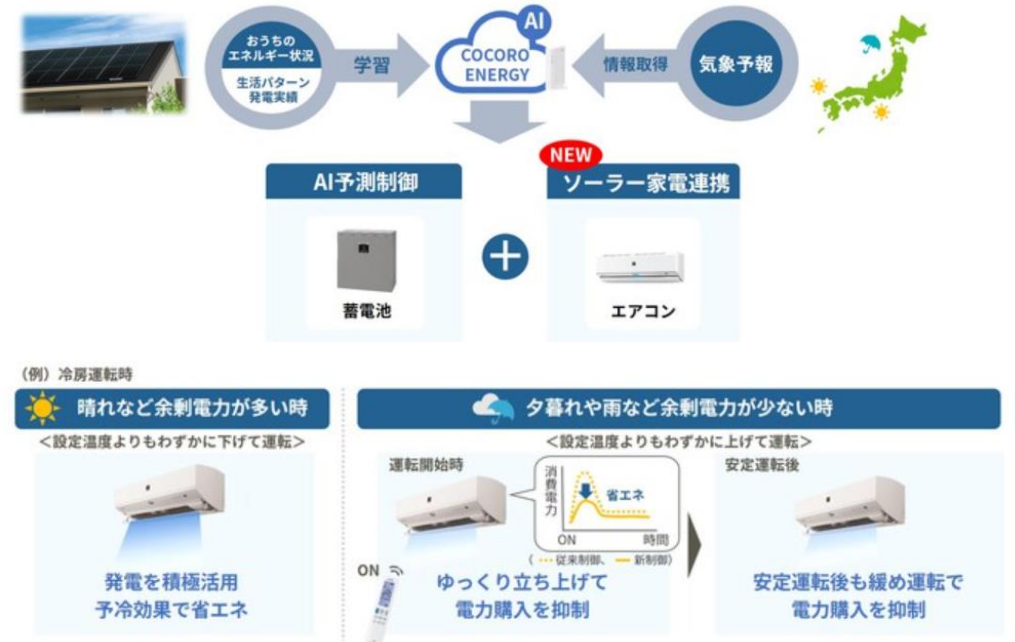 おうちの
エネルギー状況
生活パターン
発電実績
学習
AI
COCORO
ENERGY
情報取得
気象予報
AI予測制御
蓄電池
NEW
ソーラー家電連携
エアコン
（例）冷房運転時
晴れなど余剰電力が多い時
＜設定温度よりもわずかに下げて運転＞
発電を積極活用
予冷効果で省エネ
夕暮れや雨など余剰電力が少ない時
＜設定温度よりもわずかに上げて運転＞
運転開始時
消費電力
省エネ
ON
時間
（ 従来制御、 新制御）
ON
ゆっくり立ち上げて
電力購入を抑制
安定運転後
安定運転後も緩め運転で
電力購入を抑制